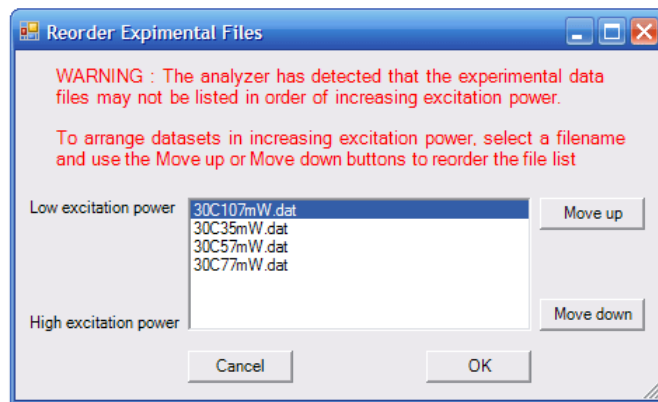 Reorder Expimental Files
WARNING : The analyzer has detected that the experimental data
files may not be listed in order of increasing excitation power.
To arrange datasets in increasing excitation power, select a filename
and use the Move up or Move down buttons to reorder the file list
Low excitation power
30C107mW.dat
30C35mW.dat
30C57mW.dat
30C77mW.dat
Move up
High excitation power
Move down
Cancel
OK